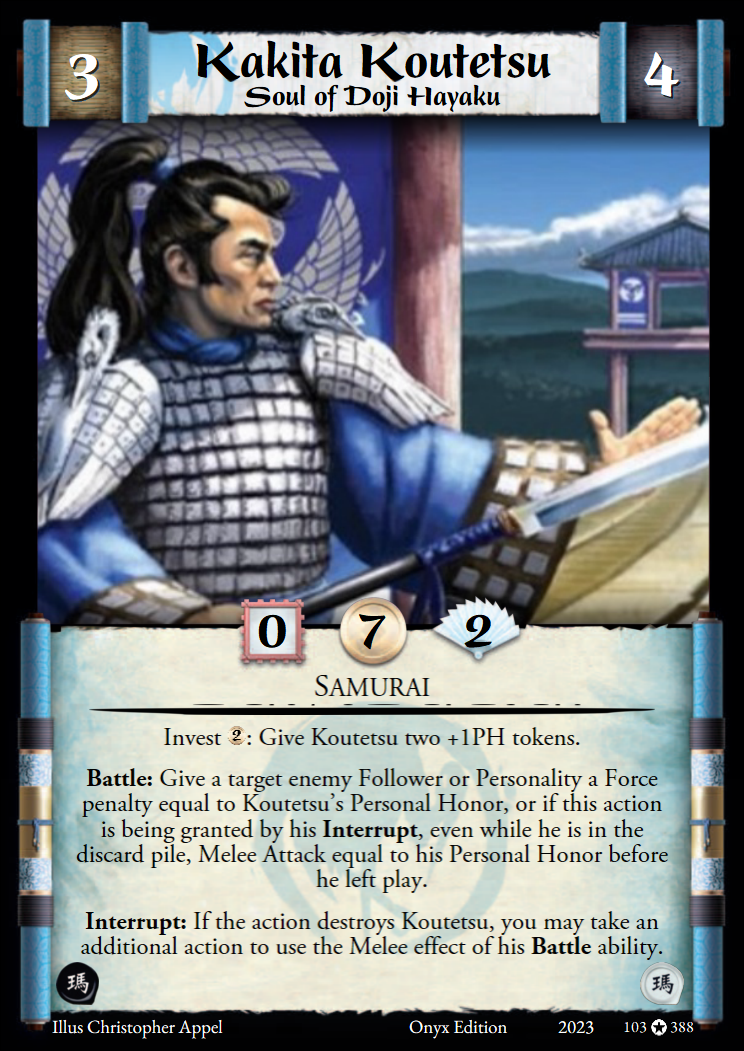 3
Kakita Koutetsu
Soul of Doji Hayaku
4
0
7
2
Samurai
Invest 2: Give Koutetsu two +1PH tokens.
Battle: Give a target enemy Follower or Personality a Force
penalty equal to Koutetsu's Personal Honor, or if this action
is being granted by his Interrupt, even while he is in the
discard pile, Melee Attack equal to his Personal Honor before
he left play.
Interrupt: If the action destroys Koutetsu, you may take an
additional action to use the Melee effect of his Battle ability.
瑪
瑪
Illus Christopher Appel
Onyx Edition
2023
103 ✪ 388